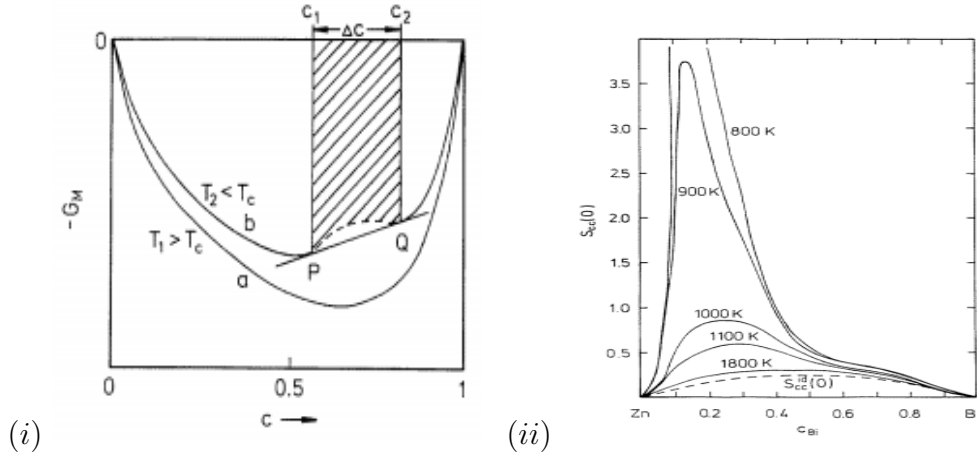 c₁ c₂
ΔC
0
-G_M
T₂ < T_c
b
T₁ > T_c
a
P
Q
0 0.5 1
c
(i)
S_cc(0)
3.5
3.0
2.5
2.0
1.5
1.0
0.5
800 K
900K
1000 K
1100 K
1800 K
S_cc^id(0)
Zn 0.2 0.4 0.6 0.8 B
c_Bi
(ii)